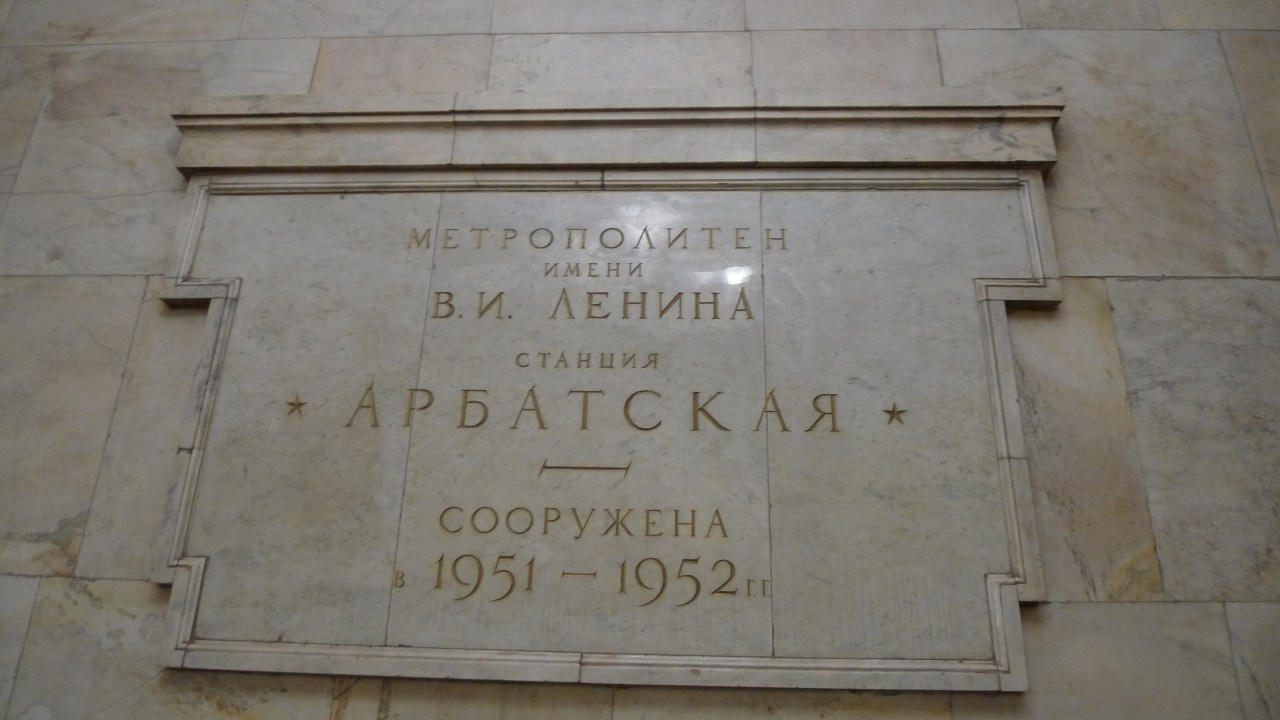 МЕТРОПОЛИТЕН
ИМЕНИ
В. И. ЛЕНИНА
СТАНЦИЯ
★ АРБАТСКАЯ ★
СООРУЖЕНА
В 1951 — 1952 Г.Г.